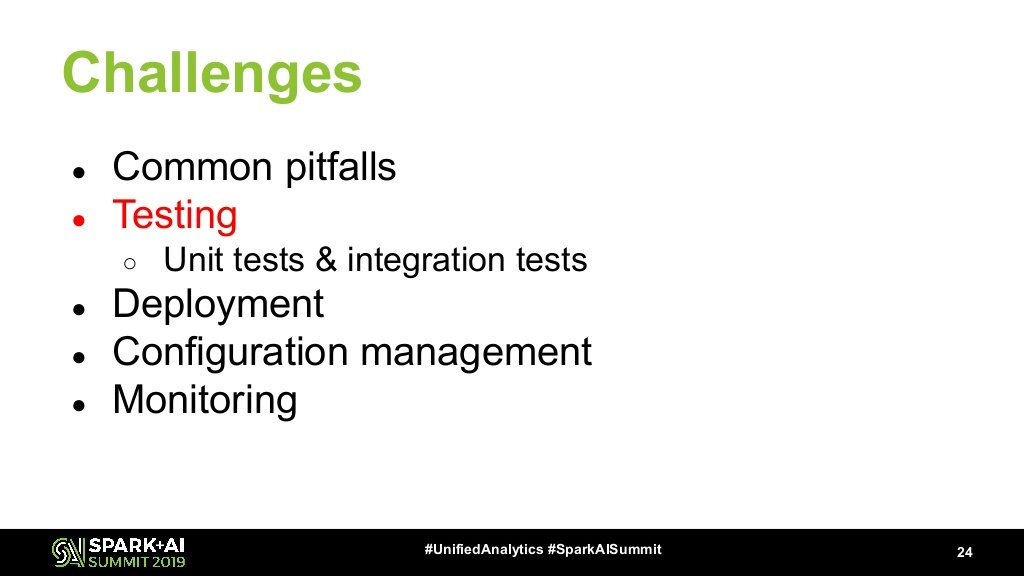 Challenges
● Common pitfalls
● Testing
○ Unit tests & integration tests
● Deployment
● Configuration management
● Monitoring
SPARK+AI
SUMMIT 2019
#UnifiedAnalytics #SparkAISummit
24